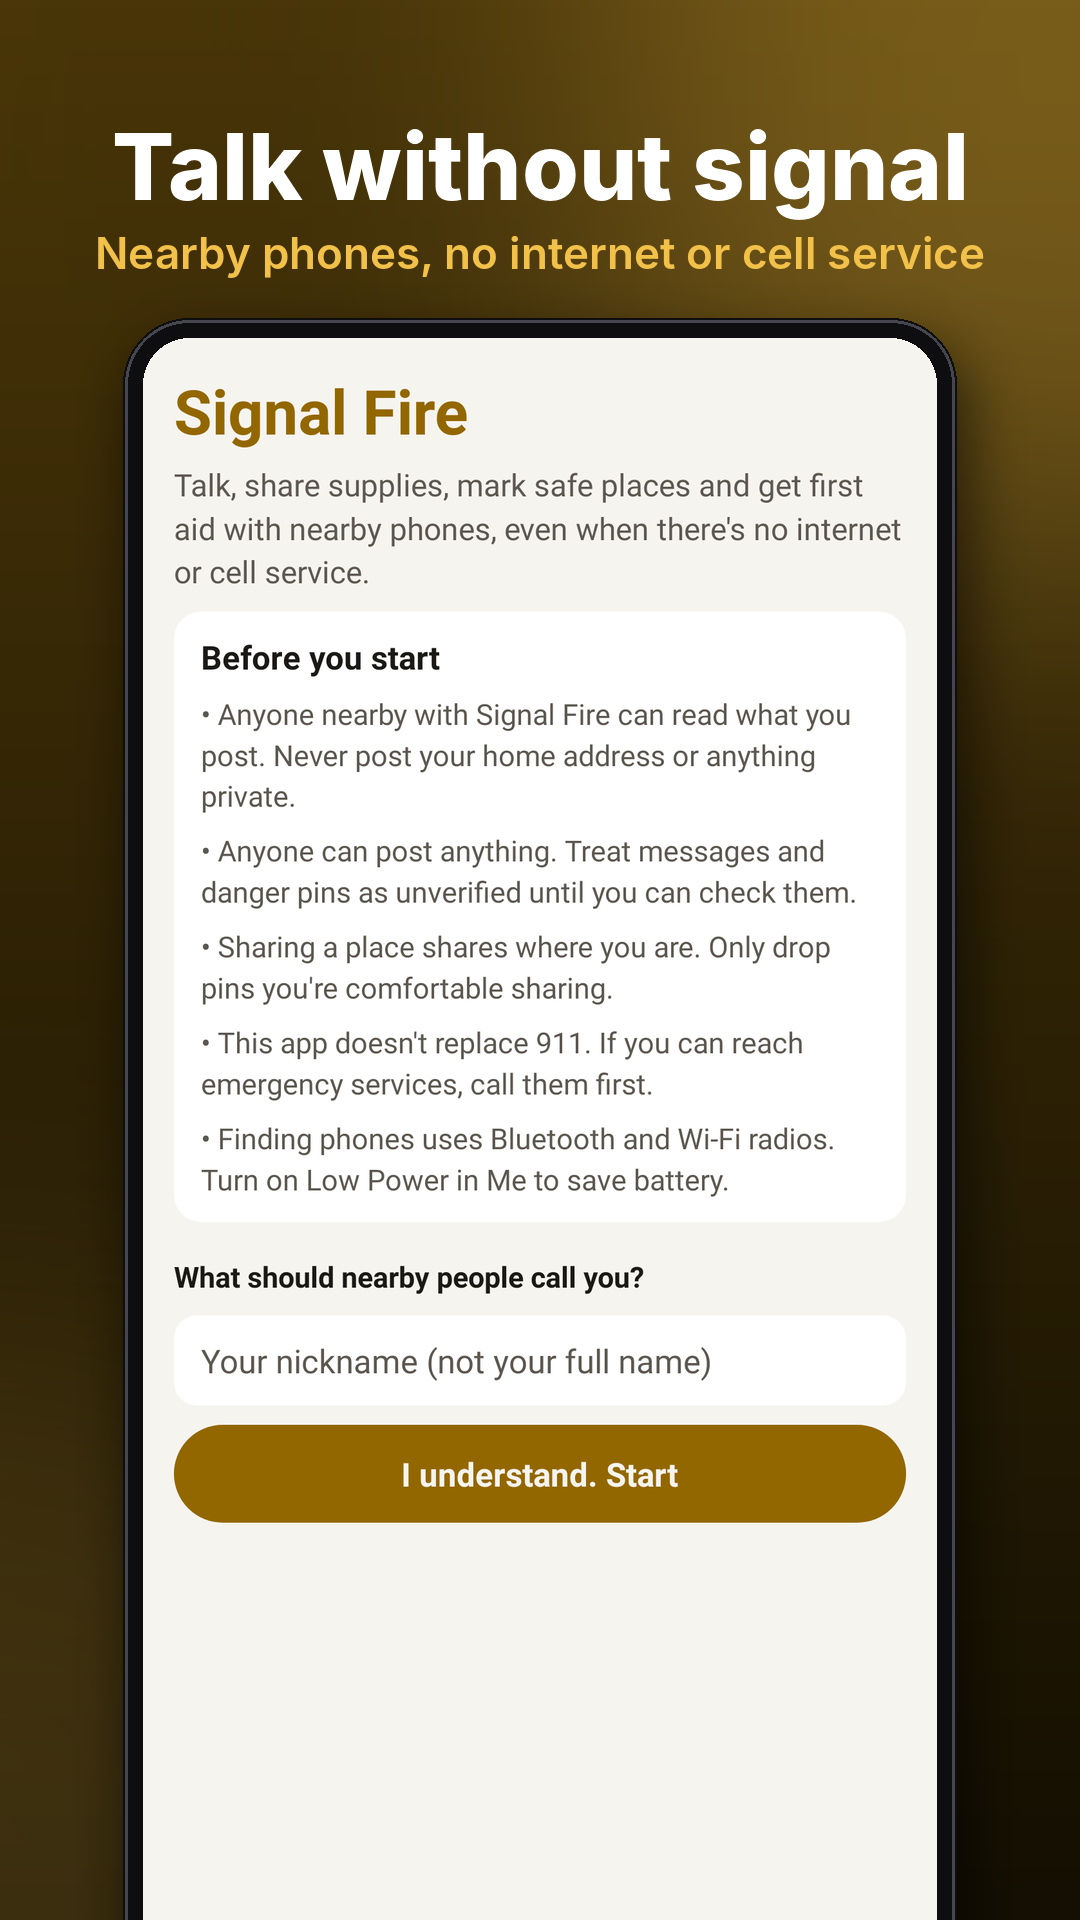 Talk without signal
Nearby phones, no internet or cell service
Signal Fire
Talk, share supplies, mark safe places and get first
aid with nearby phones, even when there's no internet
or cell service.
Before you start
• Anyone nearby with Signal Fire can read what you
post. Never post your home address or anything
private.
• Anyone can post anything. Treat messages and
danger pins as unverified until you can check them.
• Sharing a place shares where you are. Only drop
pins you're comfortable sharing.
• This app doesn't replace 911. If you can reach
emergency services, call them first.
• Finding phones uses Bluetooth and Wi-Fi radios.
Turn on Low Power in Me to save battery.
What should nearby people call you?
Your nickname (not your full name)
I understand. Start